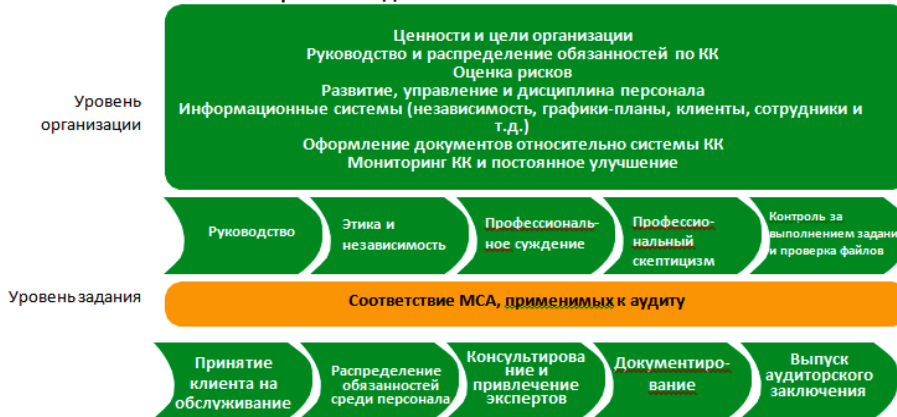 Ценности и цели организации
Руководство и распределение обязанностей по КК
Оценка рисков
Развитие, управление и дисциплина персонала
Информационные системы (независимость, графики-планы, клиенты, сотрудники и
т.д.)
Оформление документов относительно системы КК
Мониторинг КК и постоянное улучшение
Уровень
организации
Руководство
Этика и
независимость
Профессиональ-
ное суждение
Профессио-
нальный
скептицизм
Контроль за
выполнением задани
и проверка файлов
Уровень задания
Соответствие МСА, применимых к аудиту
Принятие
клиента на
обслуживание
Распределение
обязанностей
среди персонала
Консультирова
ние и
привлечение
экспертов
Документиро-
вание
Выпуск
аудиторского
заключения